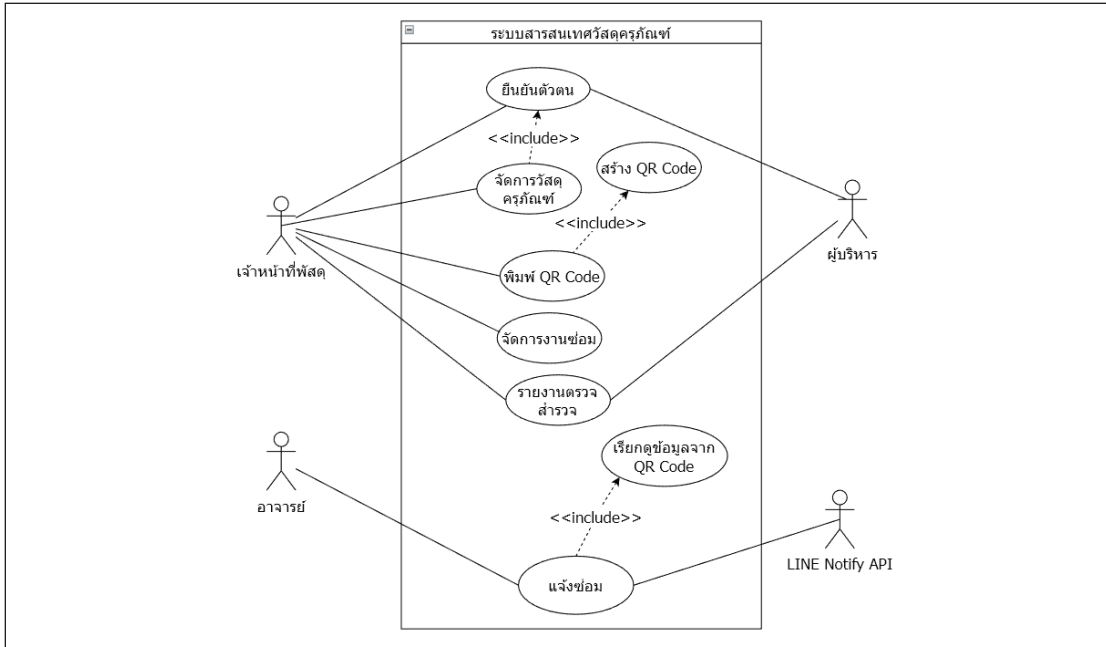 ระบบสารสนเทศวัสดุครุภัณฑ์
ยืนยันตัวตน
<<include>>
สร้าง QR Code
จัดการวัสดุ
ครุภัณฑ์
<<include>>
เจ้าหน้าที่พัสดุ
ผู้บริหาร
พิมพ์ QR Code
จัดการงานซ่อม
รายงานตรวจ
สำรวจ
เรียกดูข้อมูลจาก
QR Code
อาจารย์
<<include>>
LINE Notify API
แจ้งซ่อม